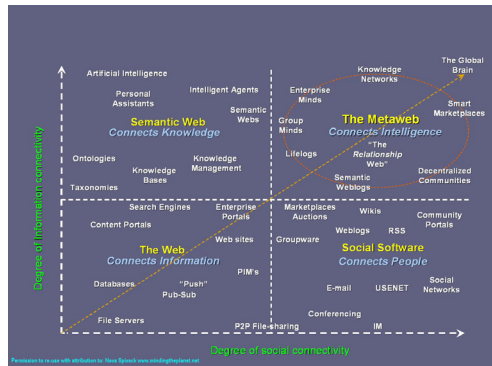 The Global
Brain
Knowledge
Networks
Artificial Intelligence
Intelligent Agents
Personal
Assistants
Enterprise
Minds
Semantic
Webs
Smart
Marketplaces
Semantic Web
Connects Knowledge
Group
Minds
The Metaweb
Connects Intelligence
Lifelogs
"The
Relationship
Web"
Ontologies
Knowledge
Bases
Knowledge
Management
Taxonomies
Semantic
Weblogs
Decentralized
Communities
Search Engines
Enterprise
Portals
Content Portals
Marketplaces
Auctions
Wikis
Community
Portals
Weblogs
RSS
Web sites
Groupware
The Web
Connects Information
Social Software
Connects People
PIM's
Databases
"Push"
Pub-Sub
E-mail
USENET
Social
Networks
File Servers
Conferencing
P2P File-sharing
IM
Degree of Information connectivity
Degree of social connectivity
Permission to re-use with attribution to: Nova Spivack www.mindingtheplanet.net